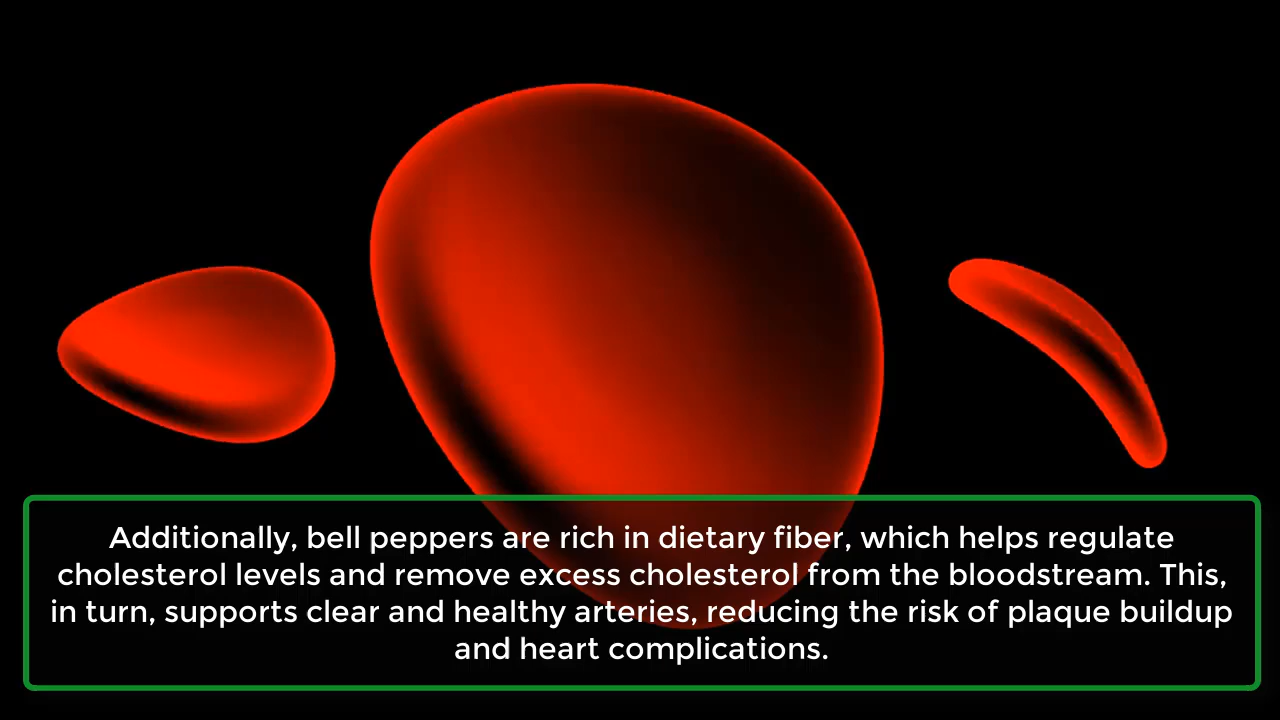 Additionally, bell peppers are rich in dietary fiber, which helps regulate
cholesterol levels and remove excess cholesterol from the bloodstream. This,
in turn, supports clear and healthy arteries, reducing the risk of plaque buildup
and heart complications.